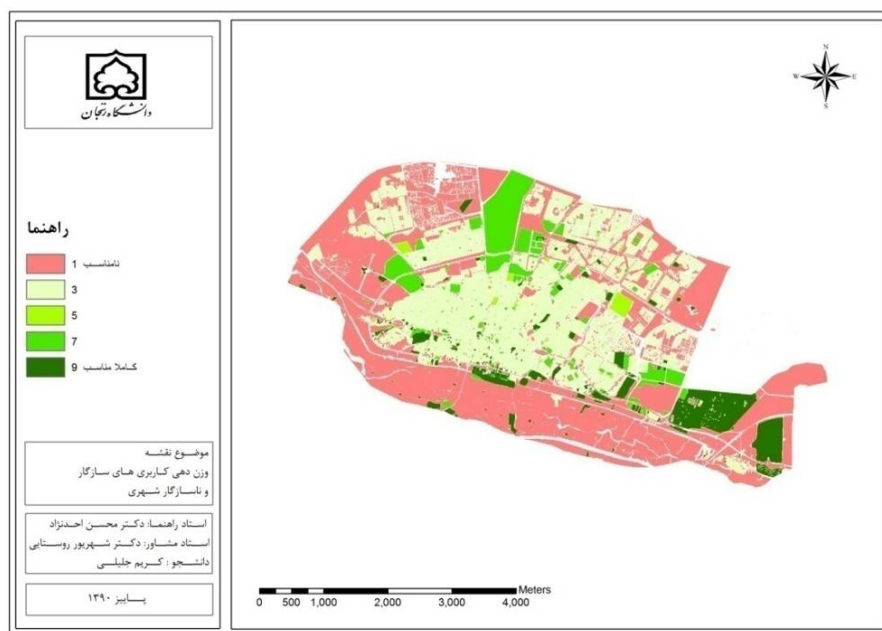 دانشگاه زنجان
راهنما
نامناسب 1
3
5
7
کاملا مناسب 9
موضوع نقشه
وزن دهی کاربری های سازگار
و ناسازگار شهری
استاد راهنما: دکتر محسن احدنژاد
استاد مشاور: دکتر شهریور روستایی
دانشجو : کریم جلیلی
پاییز ۱۳۹۰
N
W E
S
Meters
0 500 1,000 2,000 3,000 4,000